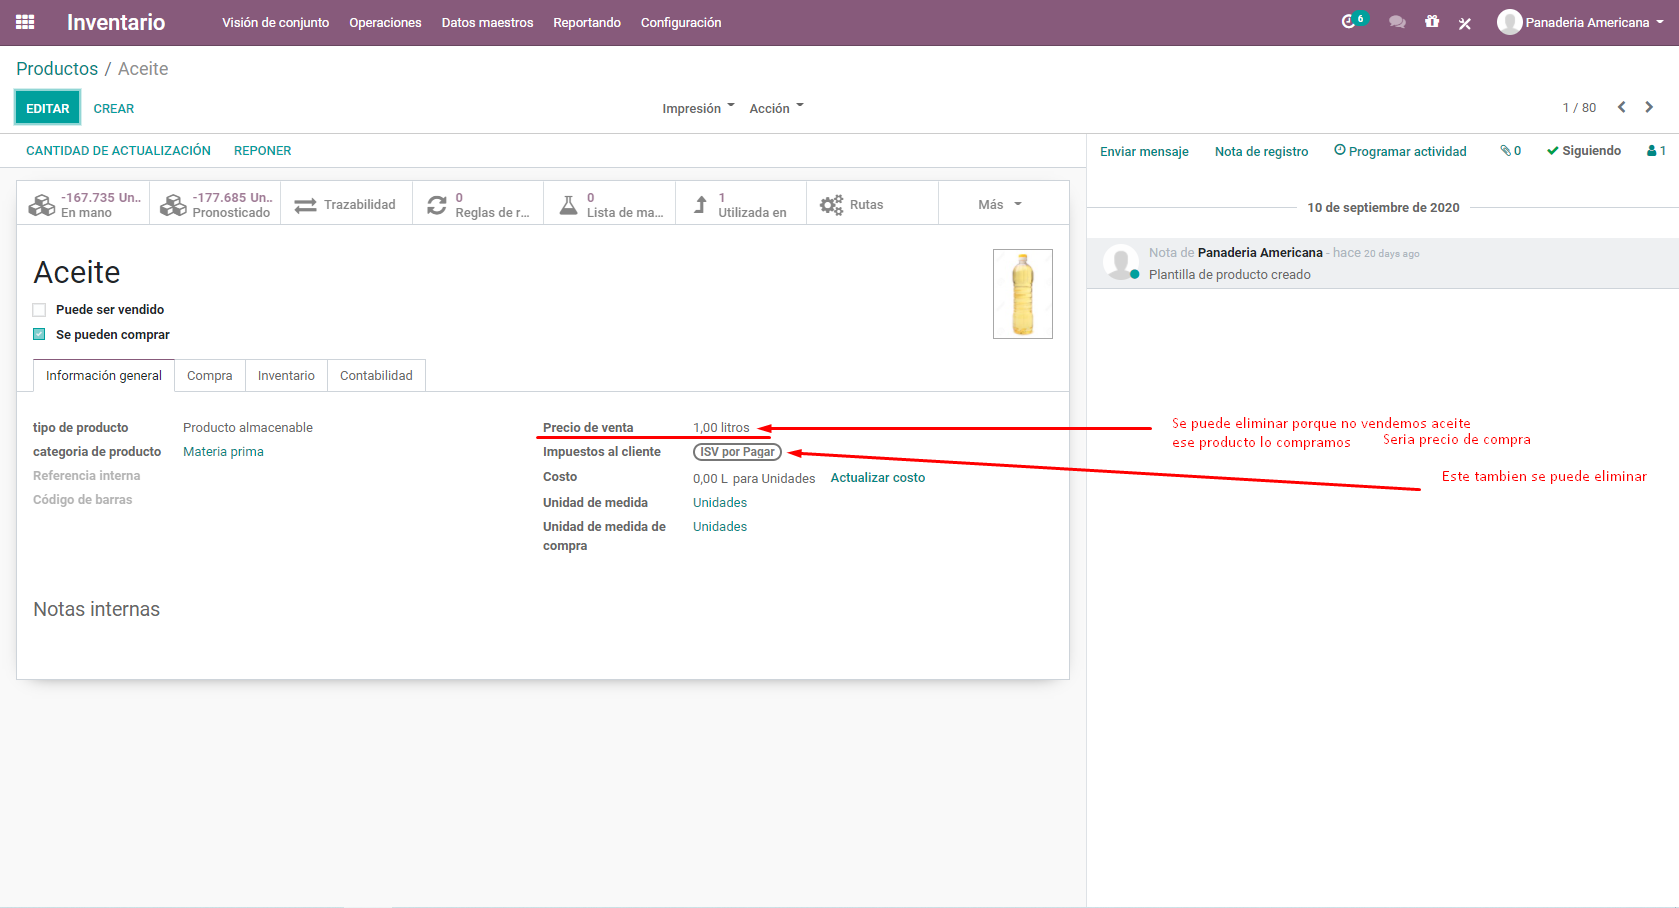 Inventario Visión de conjunto Operaciones Datos maestros Reportando Configuración 6 Panaderia Americana
Productos / Aceite
EDITAR CREAR Impresión Acción 1 / 80
CANTIDAD DE ACTUALIZACIÓN REPONER Enviar mensaje Nota de registro Programar actividad 0 Siguiendo 1
-167.735 Un.. -177.685 Un.. Trazabilidad 0 0 1 Rutas Más
En mano Pronosticado Reglas de r... Lista de ma... Utilizada en
10 de septiembre de 2020
Nota de Panaderia Americana - hace 20 days ago
Plantilla de producto creado
Aceite
Puede ser vendido
Se pueden comprar
Información general Compra Inventario Contabilidad
tipo de producto Producto almacenable Precio de venta 1,00 litros
categoria de producto Materia prima Impuestos al cliente ISV por Pagar
Referencia interna Costo 0,00 L para Unidades Actualizar costo
Código de barras Unidad de medida Unidades
Unidad de medida de compra Unidades
Se puede eliminar porque no vendemos aceite
ese producto lo compramos Seria precio de compra
Este tambien se puede eliminar
Notas internas